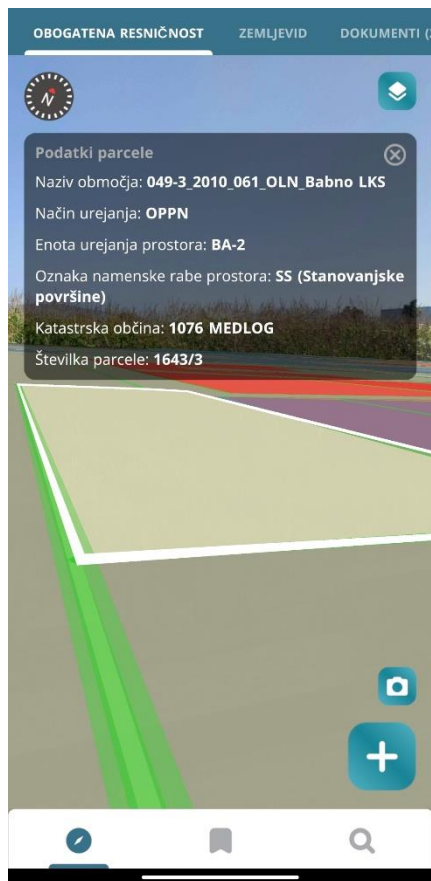 OBOGATENA RESNIČNOST ZEMLJEVID DOKUMENTI (
N
Podatki parcele
Naziv območja: 049-3_2010_061_OLN_Babno LKS
Način urejanja: OPPN
Enota urejanja prostora: BA-2
Oznaka namenske rabe prostora: SS (Stanovanjske
površine)
Katastrska občina: 1076 MEDLOG
Številka parcele: 1643/3